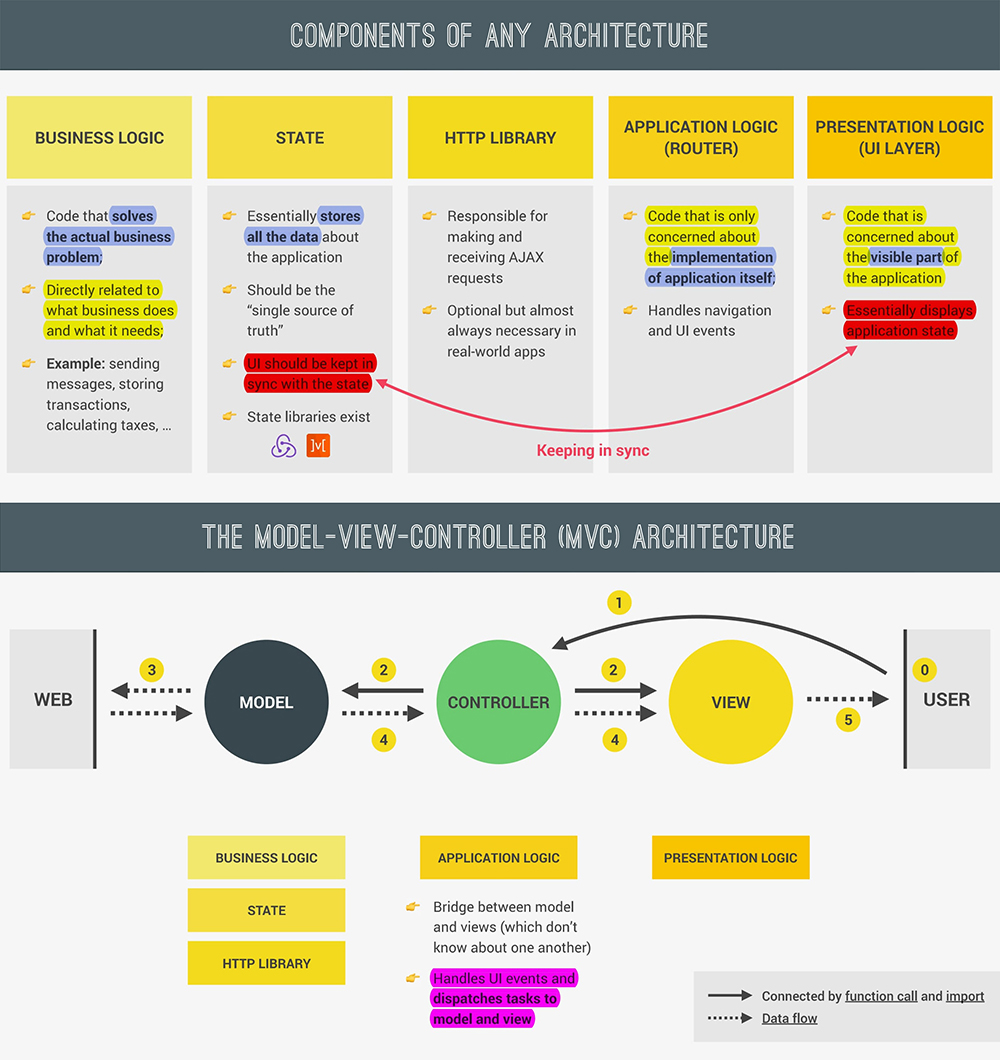 COMPONENTS OF ANY ARCHITECTURE
BUSINESS LOGIC
Code that solves
the actual business
problem;
Directly related to
what business does
and what it needs;
Example: sending
messages, storing
transactions,
calculating taxes, ...
STATE
Essentially stores
all the data about
the application
Should be the
“single source of
truth”
UI should be kept in
sync with the state
State libraries exist
]v[
HTTP LIBRARY
Responsible for
making and
receiving AJAX
requests
Optional but almost
always necessary in
real-world apps
APPLICATION LOGIC
(ROUTER)
Code that is only
concerned about
the implementation
of application itself;
Handles navigation
and UI events
PRESENTATION LOGIC
(UI LAYER)
Code that is
concerned about
the visible part of
the application
Essentially displays
application state
Keeping in sync
THE MODEL-VIEW-CONTROLLER (MVC) ARCHITECTURE
1
3
2
2
0
WEB
MODEL
CONTROLLER
VIEW
USER
4
4
5
BUSINESS LOGIC
STATE
HTTP LIBRARY
APPLICATION LOGIC
Bridge between model
and views (which don’t
know about one another)
Handles UI events and
dispatches tasks to
model and view
PRESENTATION LOGIC
Connected by function call and import
Data flow